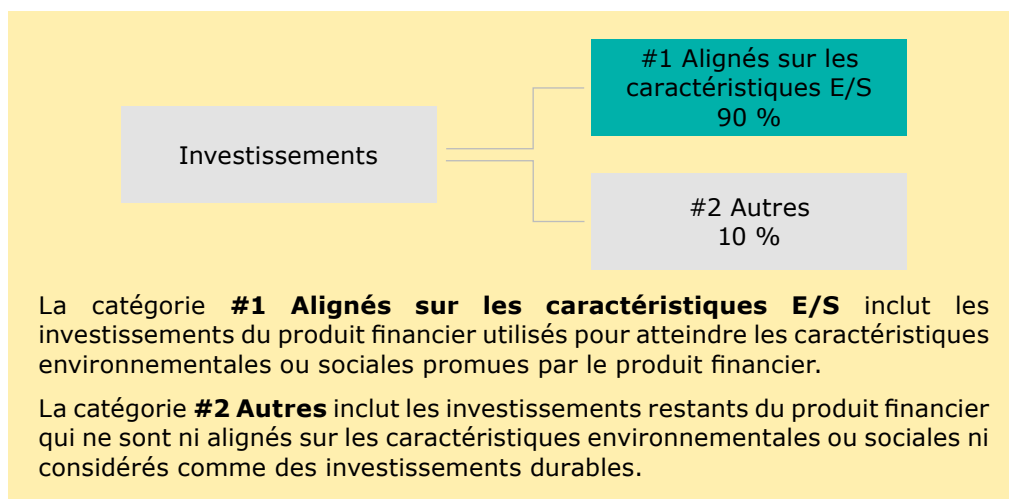 #1 Alignés sur les
caractéristiques E/S
90 %
Investissements
#2 Autres
10 %
La catégorie #1 Alignés sur les caractéristiques E/S inclut les
investissements du produit financier utilisés pour atteindre les caractéristiques
environnementales ou sociales promues par le produit financier.
La catégorie #2 Autres inclut les investissements restants du produit financier
qui ne sont ni alignés sur les caractéristiques environnementales ou sociales ni
considérés comme des investissements durables.